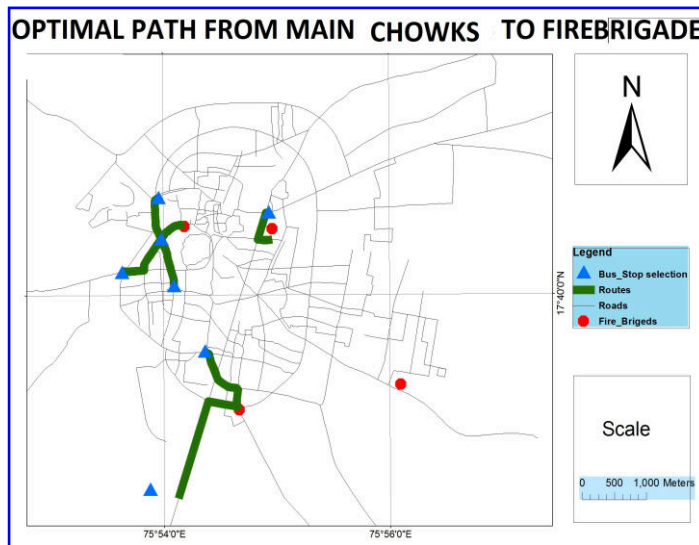 OPTIMAL PATH FROM MAIN CHOWKS TO FIREBRIGADE
N
Legend
Bus_Stop selection
Routes
Roads
Fire_Brigeds
17°40'0"N
Scale
0 500 1,000 Meters
75°54'0"E 75°56'0"E